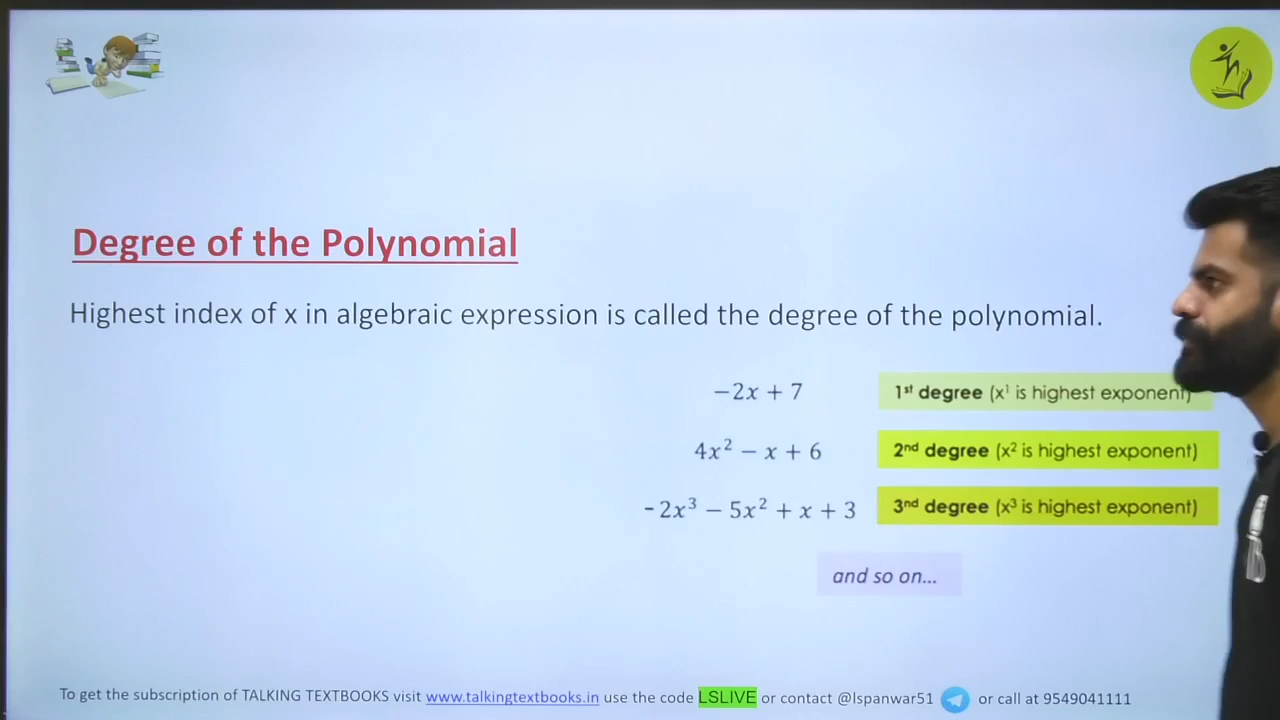 Degree of the Polynomial
Highest index of x in algebraic expression is called the degree of the polynomial.
−2x + 7 1st degree (x¹ is highest exponent)
4x² − x + 6 2nd degree (x² is highest exponent)
-2x³ − 5x² + x + 3 3nd degree (x³ is highest exponent)
and so on...
To get the subscription of TALKING TEXTBOOKS visit www.talkingtextbooks.in use the code LSLIVE or contact @lspanwar51 or call at 9549041111